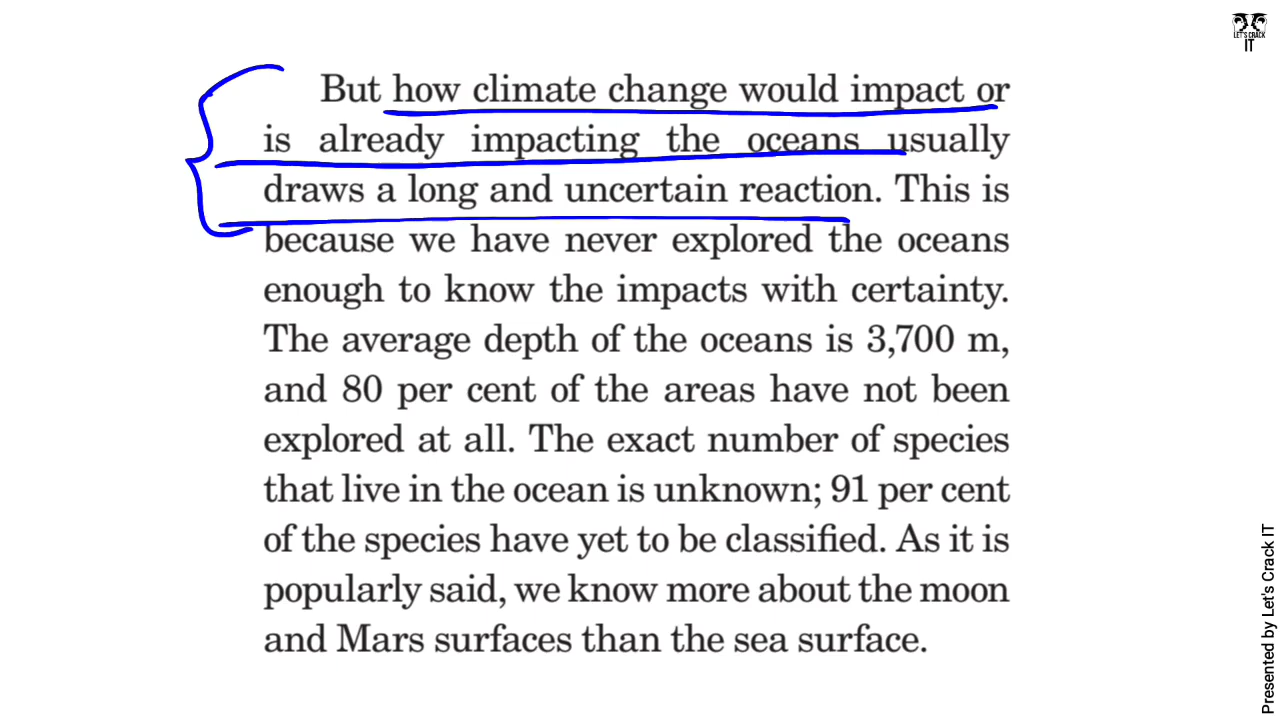 LET'S CRACK
IT
But how climate change would impact or
is already impacting the oceans usually
draws a long and uncertain reaction. This is
because we have never explored the oceans
enough to know the impacts with certainty.
The average depth of the oceans is 3,700 m,
and 80 per cent of the areas have not been
explored at all. The exact number of species
that live in the ocean is unknown; 91 per cent
of the species have yet to be classified. As it is
popularly said, we know more about the moon
and Mars surfaces than the sea surface.
Presented by Let's Crack IT